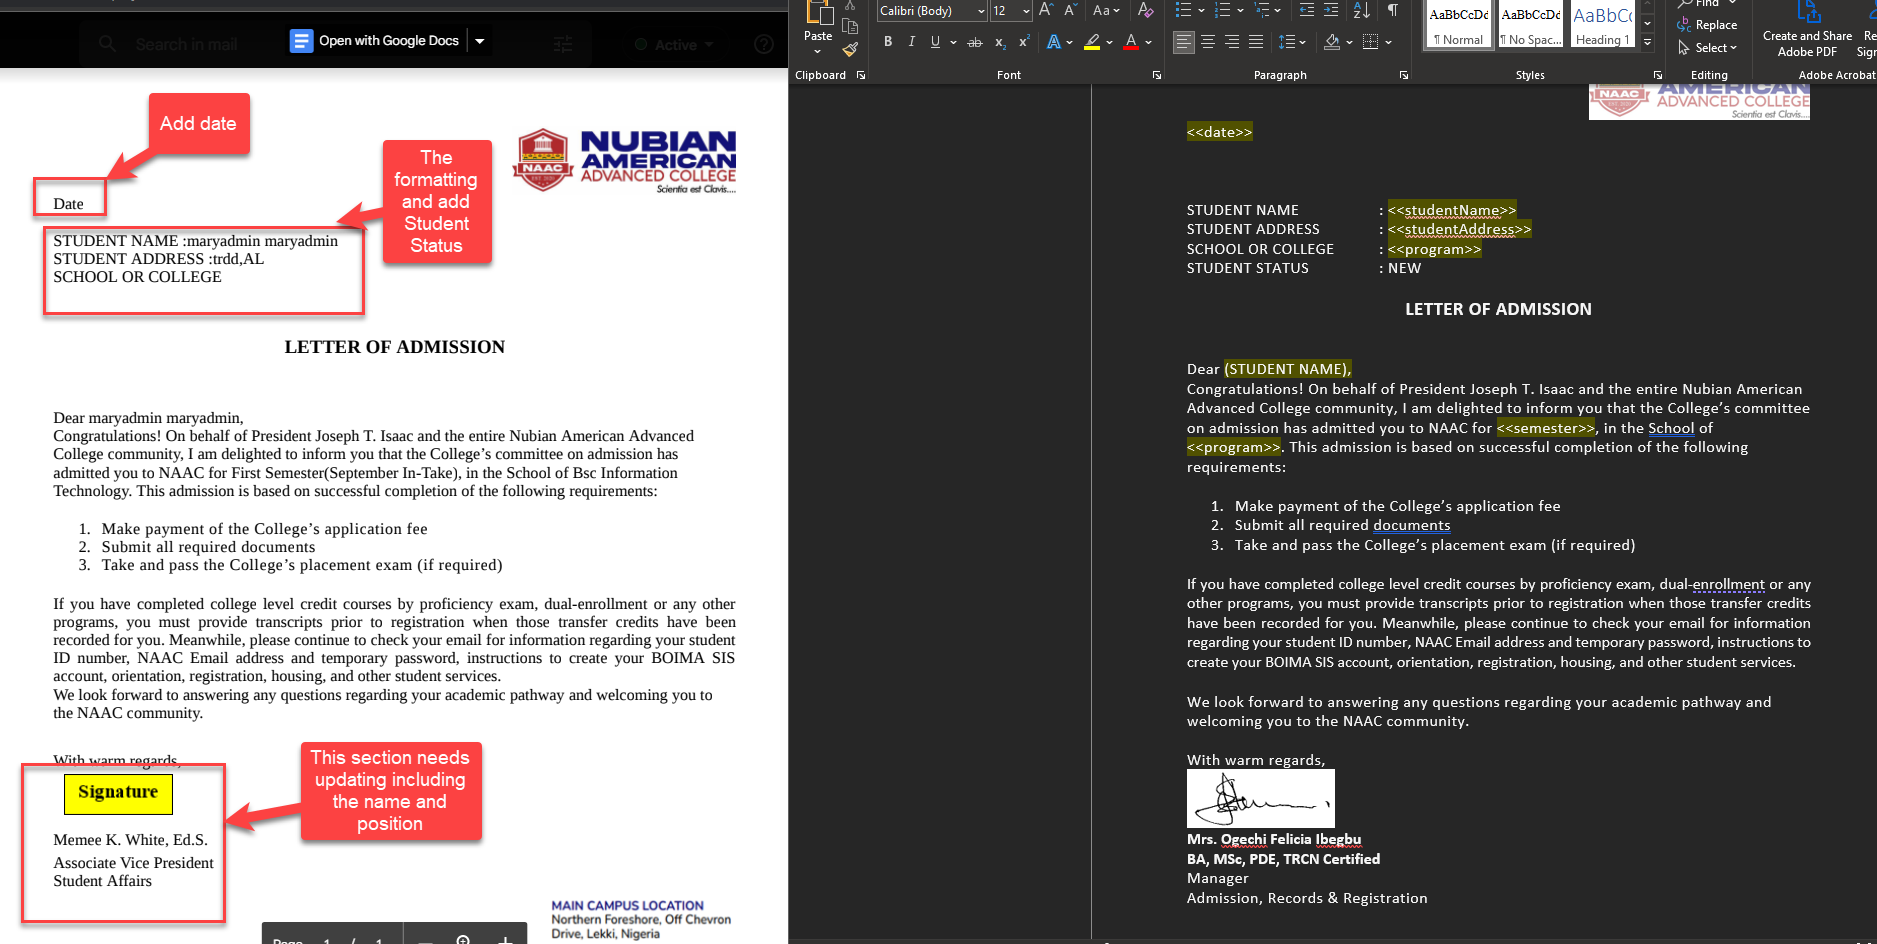 Search in mail
Open with Google Docs
Active
Add date
The
formatting
and add
Student
Status
NAAC
NUBIAN
AMERICAN
ADVANCED COLLEGE
Scientia est Clavis....
Date
STUDENT NAME :maryadmin maryadmin
STUDENT ADDRESS :trdd,AL
SCHOOL OR COLLEGE
LETTER OF ADMISSION
Dear maryadmin maryadmin,
Congratulations! On behalf of President Joseph T. Isaac and the entire Nubian American Advanced
College community, I am delighted to inform you that the College’s committee on admission has
admitted you to NAAC for First Semester(September In-Take), in the School of Bsc Information
Technology. This admission is based on successful completion of the following requirements:
1. Make payment of the College’s application fee
2. Submit all required documents
3. Take and pass the College’s placement exam (if required)
If you have completed college level credit courses by proficiency exam, dual-enrollment or any other
programs, you must provide transcripts prior to registration when those transfer credits have been
recorded for you. Meanwhile, please continue to check your email for information regarding your student
ID number, NAAC Email address and temporary password, instructions to create your BOIMA SIS
account, orientation, registration, housing, and other student services.
We look forward to answering any questions regarding your academic pathway and welcoming you to
the NAAC community.
With warm regards,
Signature
This section needs
updating including
the name and
position
Memee K. White, Ed.S.
Associate Vice President
Student Affairs
MAIN CAMPUS LOCATION
Northern Foreshore, Off Chevron
Drive, Lekki, Nigeria
Page 1 / 1
Paste
Clipboard
Calibri (Body) 12
Font
Paragraph
AaBbCcDd AaBbCcDd AaBbCc
¶ Normal ¶ No Spac... Heading 1
Styles
Find
Replace
Select
Editing
Create and Share
Adobe PDF
Adobe Acrobat
NAAC
AMERICAN
ADVANCED COLLEGE
Scientia est Clavis....
<<date>>
STUDENT NAME : <<studentName>>
STUDENT ADDRESS : <<studentAddress>>
SCHOOL OR COLLEGE : <<program>>
STUDENT STATUS : NEW
LETTER OF ADMISSION
Dear (STUDENT NAME),
Congratulations! On behalf of President Joseph T. Isaac and the entire Nubian American
Advanced College community, I am delighted to inform you that the College’s committee
on admission has admitted you to NAAC for <<semester>>, in the School of
<<program>>. This admission is based on successful completion of the following
requirements:
1. Make payment of the College’s application fee
2. Submit all required documents
3. Take and pass the College’s placement exam (if required)
If you have completed college level credit courses by proficiency exam, dual-enrollment or any
other programs, you must provide transcripts prior to registration when those transfer credits
have been recorded for you. Meanwhile, please continue to check your email for information
regarding your student ID number, NAAC Email address and temporary password, instructions to
create your BOIMA SIS account, orientation, registration, housing, and other student services.
We look forward to answering any questions regarding your academic pathway and
welcoming you to the NAAC community.
With warm regards,
Mrs. Ogechi Felicia Ibegbu
BA, MSc, PDE, TRCN Certified
Manager
Admission, Records & Registration